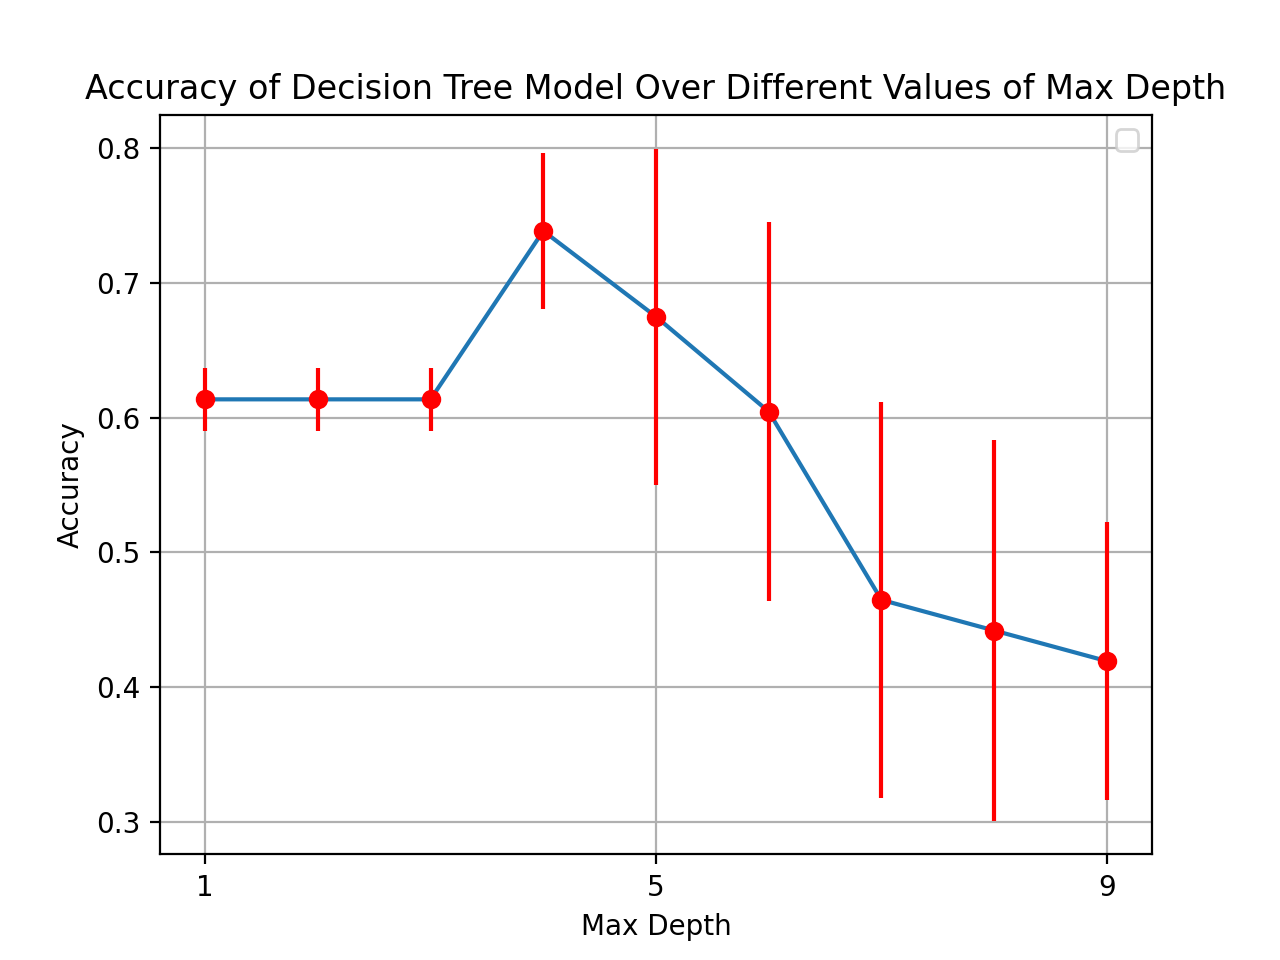 Accuracy of Decision Tree Model Over Different Values of Max Depth
0.8
0.7
0.6
0.5
0.4
0.3
Accuracy
1 5 9
Max Depth